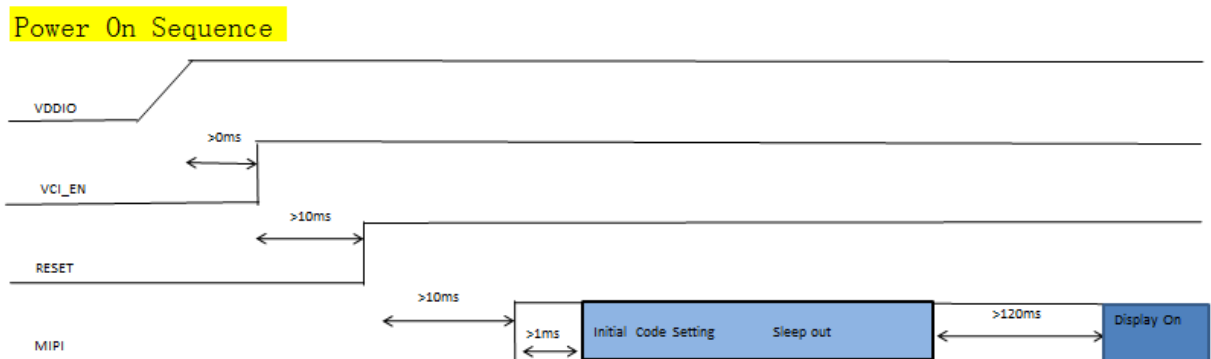 Power On Sequence
VDDIO
>0ms
VCI_EN
>10ms
RESET
>10ms
MIPI
>1ms
Initial Code Setting Sleep out
>120ms
Display On